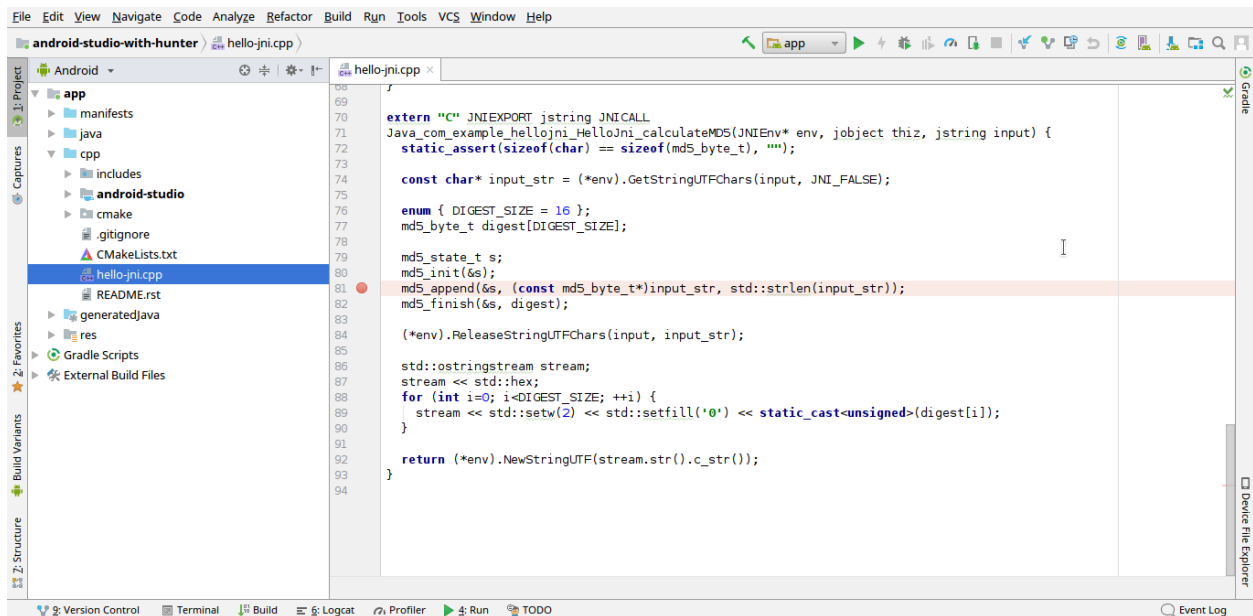 File Edit View Navigate Code Analyze Refactor Build Run Tools VCS Window Help
android-studio-with-hunter hello-jni.cpp
app
1: Project
Captures
2: Favorites
Build Variants
7: Structure
Android
app
manifests
java
cpp
includes
android-studio
cmake
.gitignore
CMakeLists.txt
hello-jni.cpp
README.rst
generatedJava
res
Gradle Scripts
External Build Files
hello-jni.cpp
68 }
69
70 extern "C" JNIEXPORT jstring JNICALL
71 Java_com_example_hellojni_HelloJni_calculateMD5(JNIEnv* env, jobject thiz, jstring input) {
72 static_assert(sizeof(char) == sizeof(md5_byte_t), "");
73
74 const char* input_str = (*env).GetStringUTFChars(input, JNI_FALSE);
75
76 enum { DIGEST_SIZE = 16 };
77 md5_byte_t digest[DIGEST_SIZE];
78
79 md5_state_t s;
80 md5_init(&s);
81 md5_append(&s, (const md5_byte_t*)input_str, std::strlen(input_str));
82 md5_finish(&s, digest);
83
84 (*env).ReleaseStringUTFChars(input, input_str);
85
86 std::ostringstream stream;
87 stream << std::hex;
88 for (int i=0; i<DIGEST_SIZE; ++i) {
89 stream << std::setw(2) << std::setfill('0') << static_cast<unsigned>(digest[i]);
90 }
91
92 return (*env).NewStringUTF(stream.str().c_str());
93 }
94
Gradle
Device File Explorer
9: Version Control Terminal Build 6: Logcat Profiler 4: Run TODO Event Log